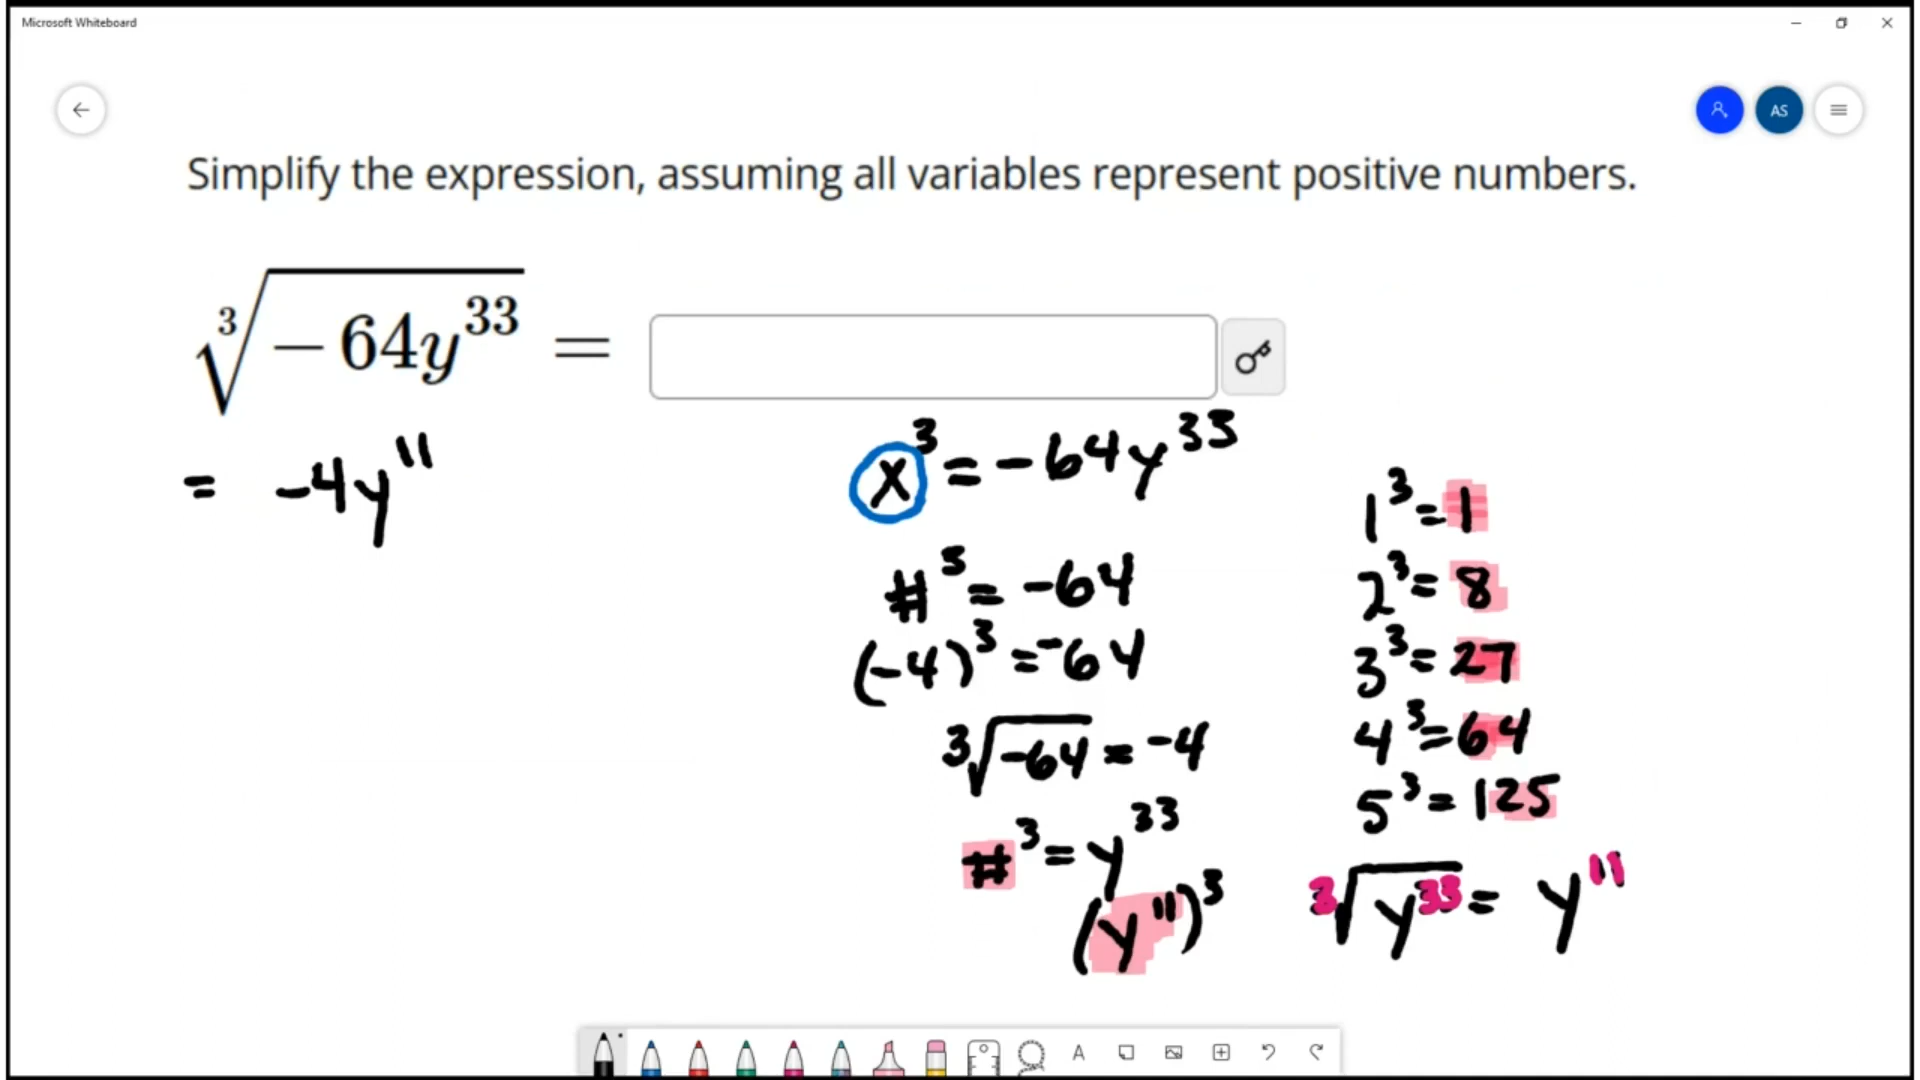 Microsoft Whiteboard
AS
Simplify the expression, assuming all variables represent positive numbers.
∛(−64y³³) =
= -4y¹¹
x³ = -64y³³
#³ = -64
(-4)³ = -64
∛(-64) = -4
#³ = y³³
(y¹¹)³
1³ = 1
2³ = 8
3³ = 27
4³ = 64
5³ = 125
∛(y³³) = y¹¹
A